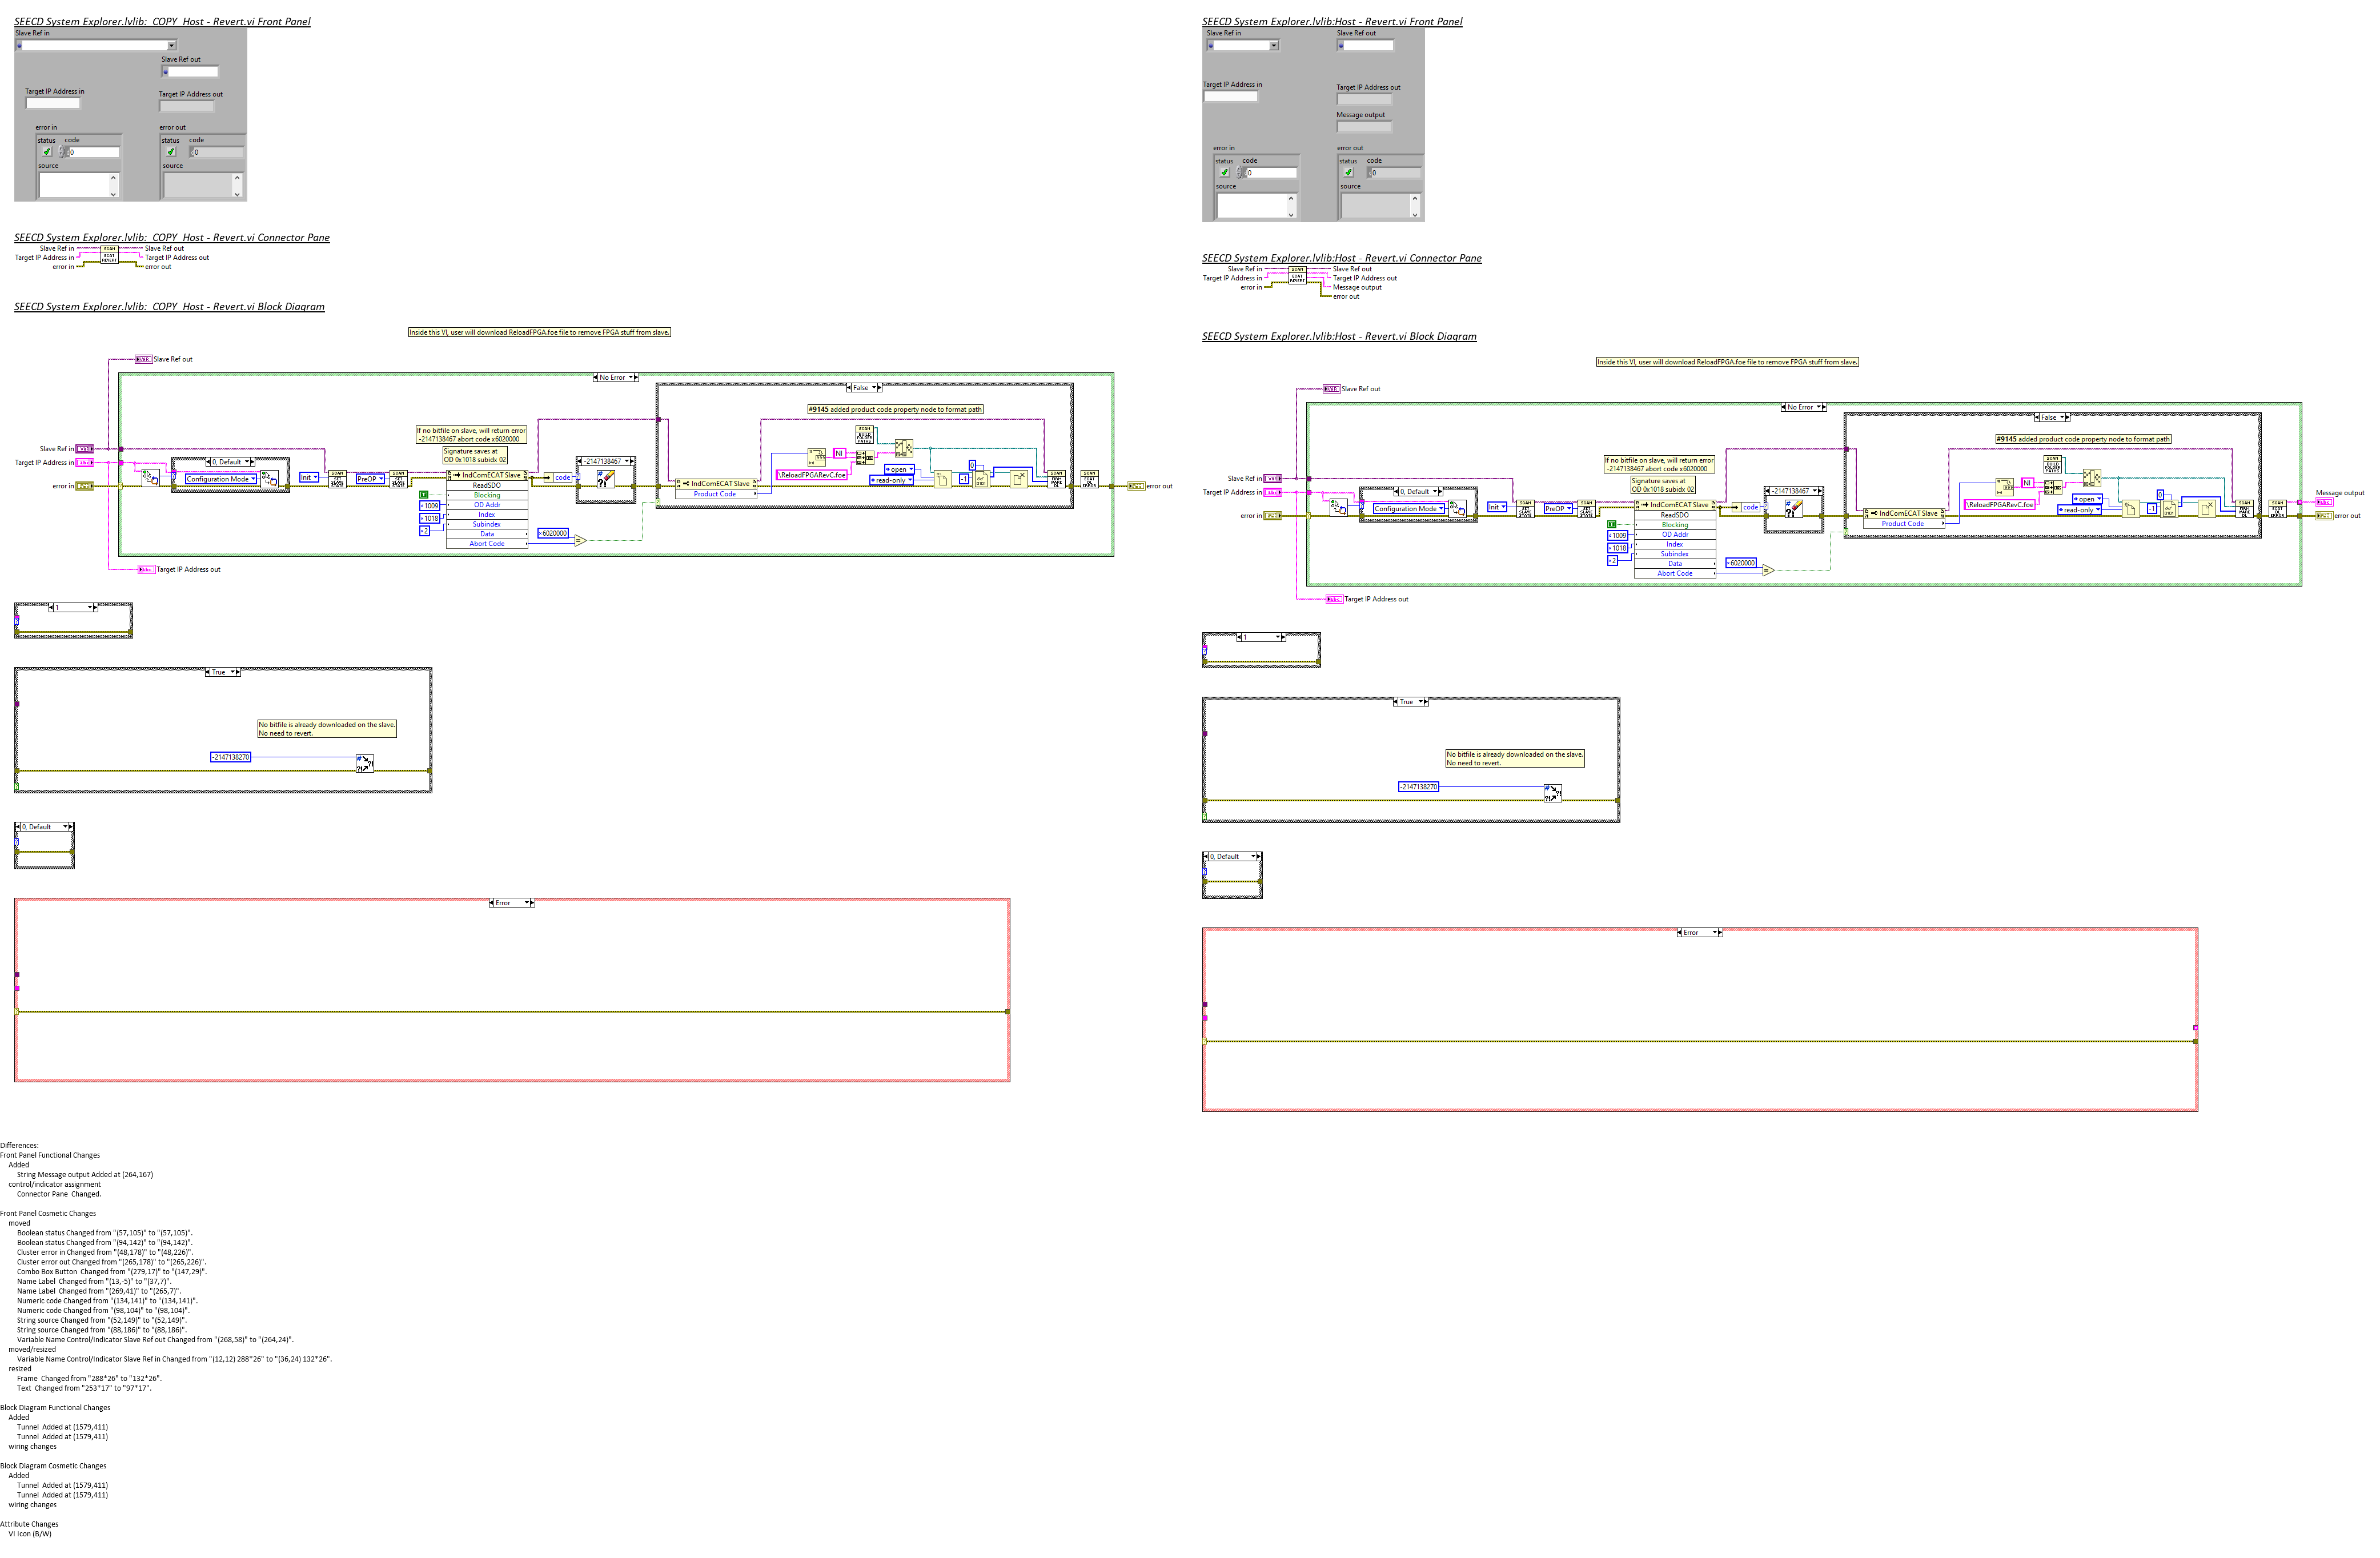 SEECD System Explorer.lvlib:_COPY_Host - Revert.vi Front Panel
Slave Ref in
Slave Ref out
Target IP Address in
Target IP Address out
error in
error out
status code
0
source
status code
0
source
SEECD System Explorer.lvlib:_COPY_Host - Revert.vi Connector Pane
Slave Ref in
Target IP Address in
error in
Slave Ref out
Target IP Address out
error out
SEECD System Explorer.lvlib:_COPY_Host - Revert.vi Block Diagram
Inside this VI, user will download ReloadFPGA.foe file to remove FPGA stuff from slave.
Slave Ref out
No Error
False
#9145 added product code property node to format path
If no bitfile on slave, will return error
-2147138467 abort code x6020000
Signature saves at
OD 0x1018 subidx 02
Slave Ref in
Target IP Address in
error in
0, Default
Configuration Mode
Init
PreOP
IndComECAT Slave
ReadSDO
Blocking
OD Addr
Index
Subindex
Data
Abort Code
1009
1018
2
code
-2147138467
6020000
IndComECAT Slave
Product Code
NI
\ReloadFPGARevC.foe
open
read-only
0
-1
error out
Target IP Address out
1
True
No bitfile is already downloaded on the slave.
No need to revert.
-2147138270
0, Default
Error
SEECD System Explorer.lvlib:Host - Revert.vi Front Panel
Slave Ref in
Slave Ref out
Target IP Address in
Target IP Address out
Message output
error in
error out
status code
0
source
status code
0
source
SEECD System Explorer.lvlib:Host - Revert.vi Connector Pane
Slave Ref in
Target IP Address in
error in
Slave Ref out
Target IP Address out
Message output
error out
SEECD System Explorer.lvlib:Host - Revert.vi Block Diagram
Inside this VI, user will download ReloadFPGA.foe file to remove FPGA stuff from slave.
Slave Ref out
No Error
False
#9145 added product code property node to format path
If no bitfile on slave, will return error
-2147138467 abort code x6020000
Signature saves at
OD 0x1018 subidx 02
Slave Ref in
Target IP Address in
error in
0, Default
Configuration Mode
Init
PreOP
IndComECAT Slave
ReadSDO
Blocking
OD Addr
Index
Subindex
Data
Abort Code
1009
1018
2
code
-2147138467
6020000
IndComECAT Slave
Product Code
NI
\ReloadFPGARevC.foe
open
read-only
0
-1
Message output
error out
Target IP Address out
1
True
No bitfile is already downloaded on the slave.
No need to revert.
-2147138270
0, Default
Error
Differences:
Front Panel Functional Changes
Added
String Message output Added at (264,167)
control/indicator assignment
Connector Pane  Changed.
Front Panel Cosmetic Changes
moved
Boolean status Changed from "(57,105)" to "(57,105)".
Boolean status Changed from "(94,142)" to "(94,142)".
Cluster error in Changed from "(48,178)" to "(48,226)".
Cluster error out Changed from "(265,178)" to "(265,226)".
Combo Box Button  Changed from "(279,17)" to "(147,29)".
Name Label  Changed from "(13,-5)" to "(37,7)".
Name Label  Changed from "(269,41)" to "(265,7)".
Numeric code Changed from "(134,141)" to "(134,141)".
Numeric code Changed from "(98,104)" to "(98,104)".
String source Changed from "(52,149)" to "(52,149)".
String source Changed from "(88,186)" to "(88,186)".
Variable Name Control/Indicator Slave Ref out Changed from "(268,58)" to "(264,24)".
moved/resized
Variable Name Control/Indicator Slave Ref in Changed from "(12,12) 288*26" to "(36,24) 132*26".
resized
Frame  Changed from "288*26" to "132*26".
Text  Changed from "253*17" to "97*17".
Block Diagram Functional Changes
Added
Tunnel  Added at (1579,411)
Tunnel  Added at (1579,411)
wiring changes
Block Diagram Cosmetic Changes
Added
Tunnel  Added at (1579,411)
Tunnel  Added at (1579,411)
wiring changes
Attribute Changes
VI Icon (B/W)